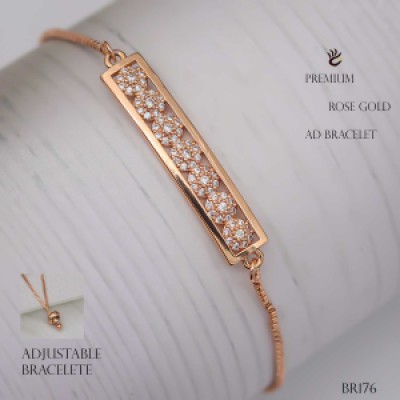 PREMIUM
ROSE GOLD
AD BRACELET
ADJUSTABLE
BRACELETE
BR176